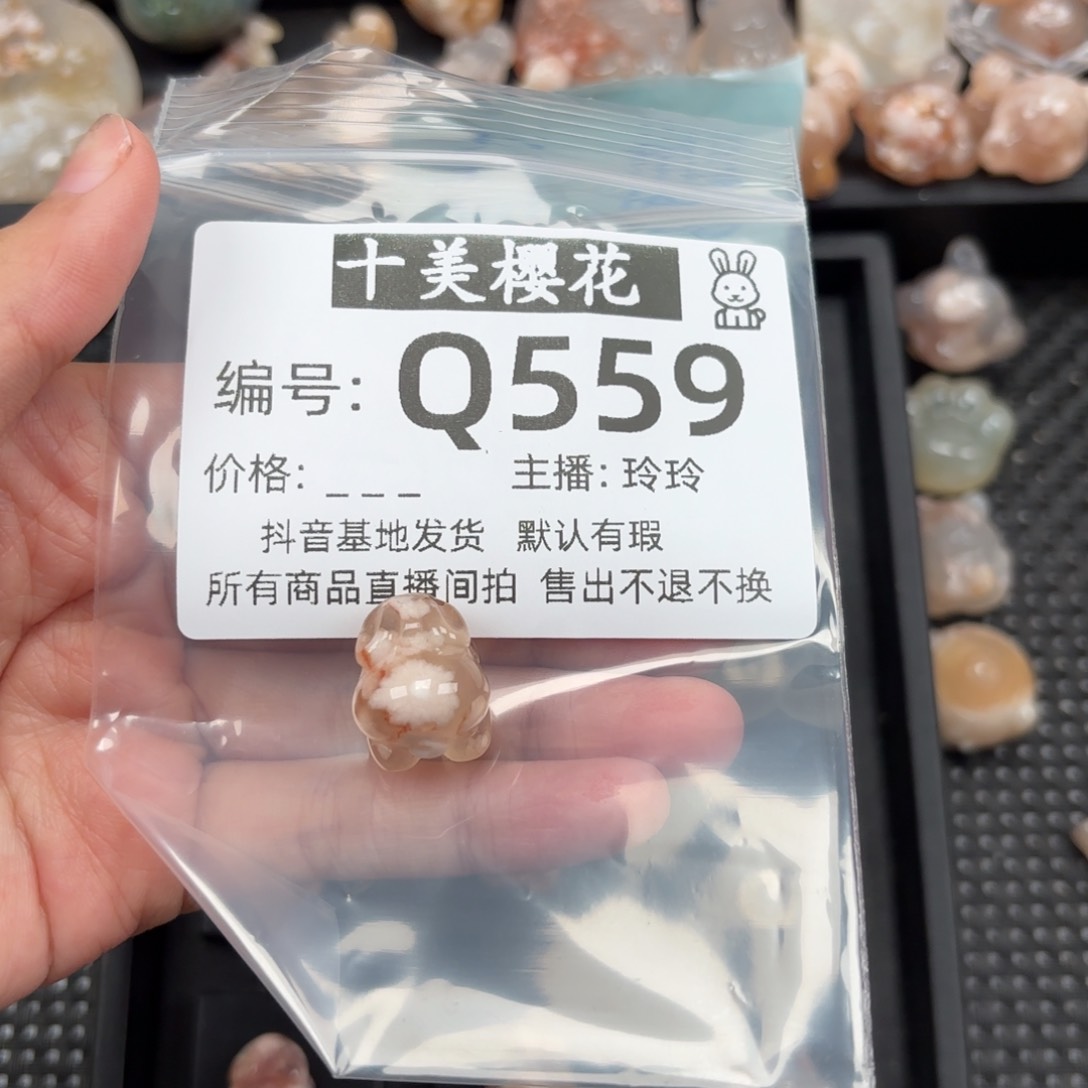 十美樱花
编号: Q559
价格: _ _ _ 主播: 玲玲
抖音基地发货 默认有瑕
所有商品直播间拍 售出不退不换